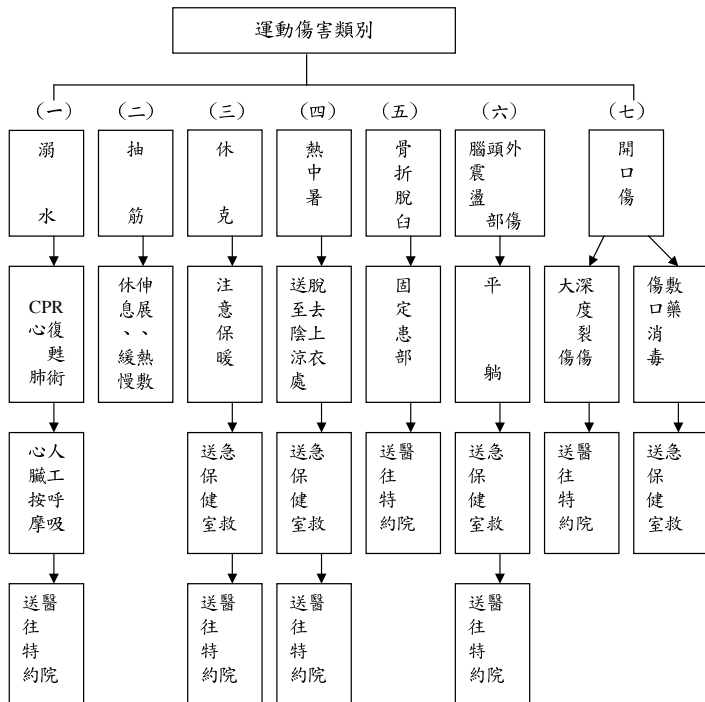 運動傷害類別
（一）
（二）
（三）
（四）
（五）
（六）
（七）
溺水
抽筋
休克
熱中暑
骨折脫臼
腦震盪
頭部
外傷
開口傷
CPR
心肺
復甦術
休息、緩慢
伸展、熱敷
注意保暖
送至陰涼處
脫去上衣
固定患部
平躺
大傷
深度裂傷
傷口消毒
敷藥
心臟按摩
人工呼吸
送保健室
急救
送保健室
急救
送往特約
醫院
送保健室
急救
送往特約
醫院
送保健室
急救
送往特約
醫院
送往特約
醫院
送往特約
醫院
送往特約
醫院